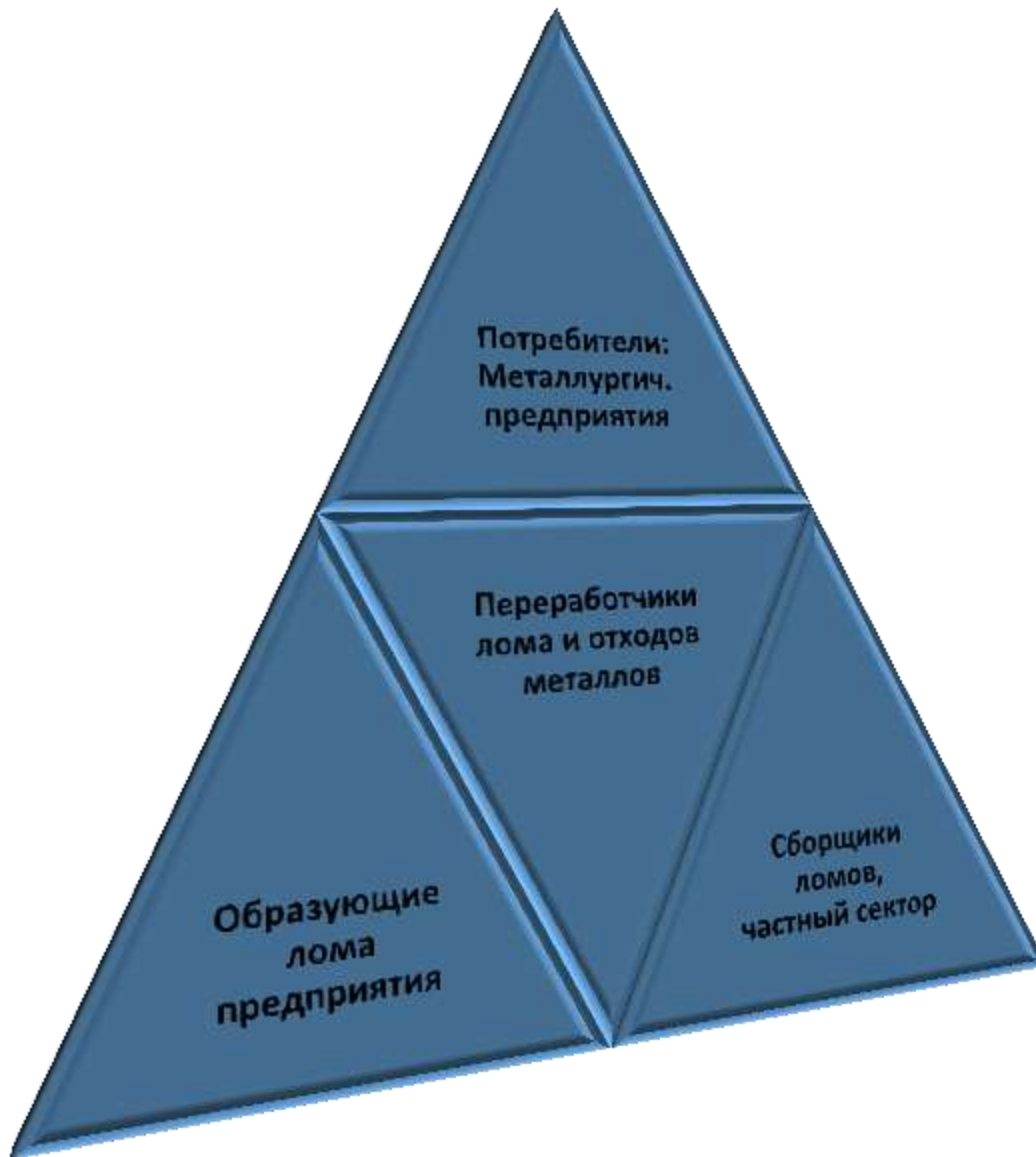 Потребители:
Металлургич.
предприятия
Переработчики
лома и отходов
металлов
Образующие
лома
предприятия
Сборщики
ломов,
частный сектор